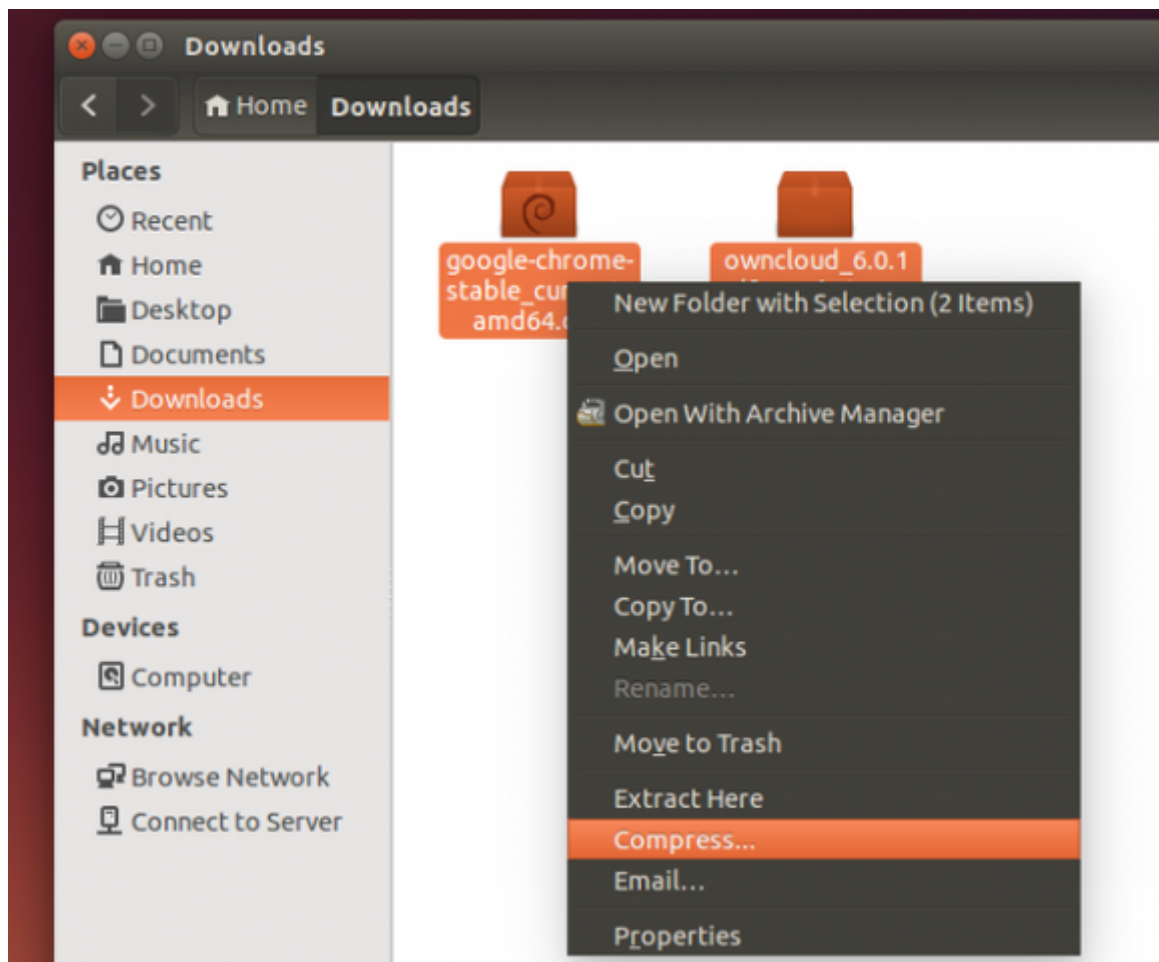 Downloads
Home Downloads
Places
Recent
Home
Desktop
Documents
Downloads
Music
Pictures
Videos
Trash
Devices
Computer
Network
Browse Network
Connect to Server
google-chrome-
stable_cur
amd64.
owncloud_6.0.1
New Folder with Selection (2 Items)
Open
Open With Archive Manager
Cut
Copy
Move To...
Copy To...
Make Links
Rename...
Move to Trash
Extract Here
Compress...
Email...
Properties